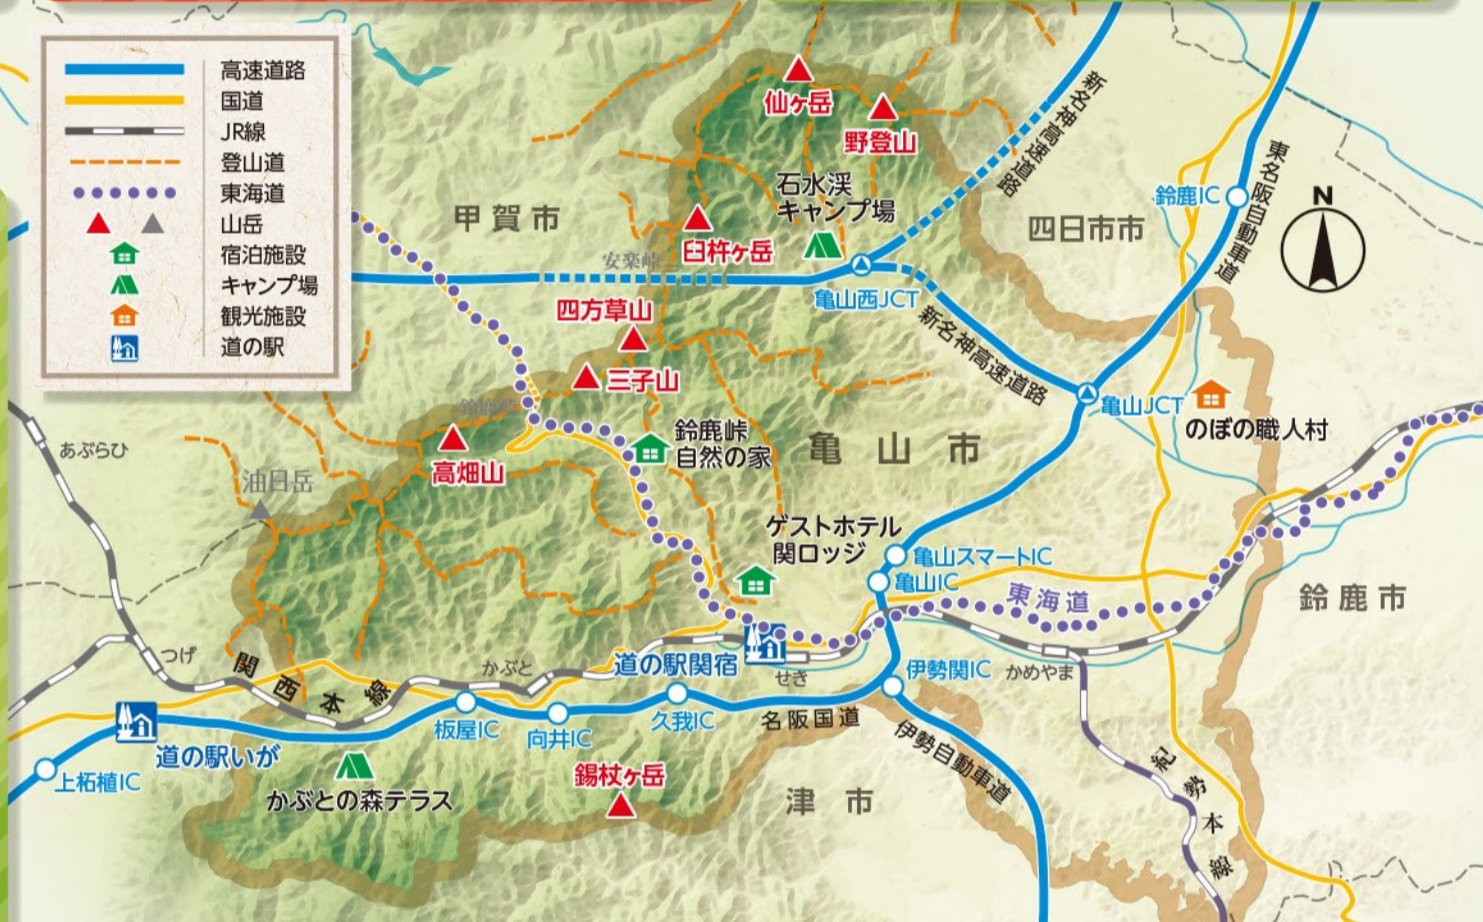 高速道路
国道
JR線
登山道
東海道
山岳
宿泊施設
キャンプ場
観光施設
道の駅
仙ヶ岳
野登山
新名神高速道路
東名阪自動車道
N
石水渓
キャンプ場
鈴鹿IC
甲賀市
四日市市
臼杵ヶ岳
安楽峠
亀山西JCT
四方草山
新名神高速道路
三子山
亀山JCT
のぼの職人村
鈴鹿峠
自然の家
亀山市
高畑山
あぶらひ
油日岳
ゲストホテル
関ロッジ
亀山スマートIC
亀山IC
東海道
鈴鹿市
つげ
関西本線
かぶと
道の駅関宿
せき
伊勢関IC
かめやま
板屋IC
向井IC
久我IC
名阪国道
伊勢自動車道
道の駅いが
上柘植IC
かぶとの森テラス
錫杖ヶ岳
津市
紀勢本線